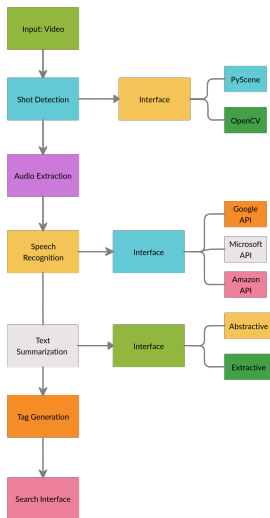 Input: Video
Shot Detection
Interface
PyScene
OpenCV
Audio Extraction
Speech
Recognition
Interface
Google
API
Microsoft
API
Amazon
API
Text
Summarization
Interface
Abstractive
Extractive
Tag Generation
Search Interface